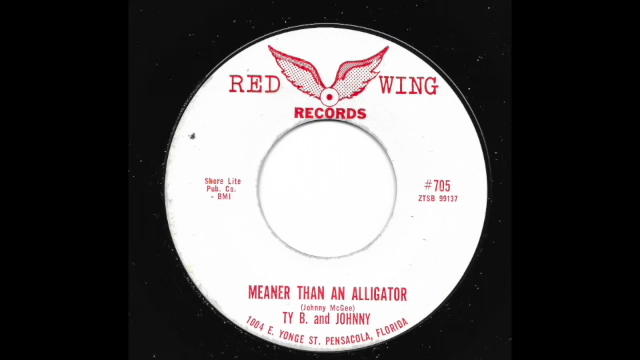 RED WING
RECORDS
Shore Lite
Pub. Co.
- BMI
#705
ZTSB 99137
MEANER THAN AN ALLIGATOR
(Johnny McGee)
TY B. and JOHNNY
1004 E. YONGE ST. PENSACOLA, FLORIDA